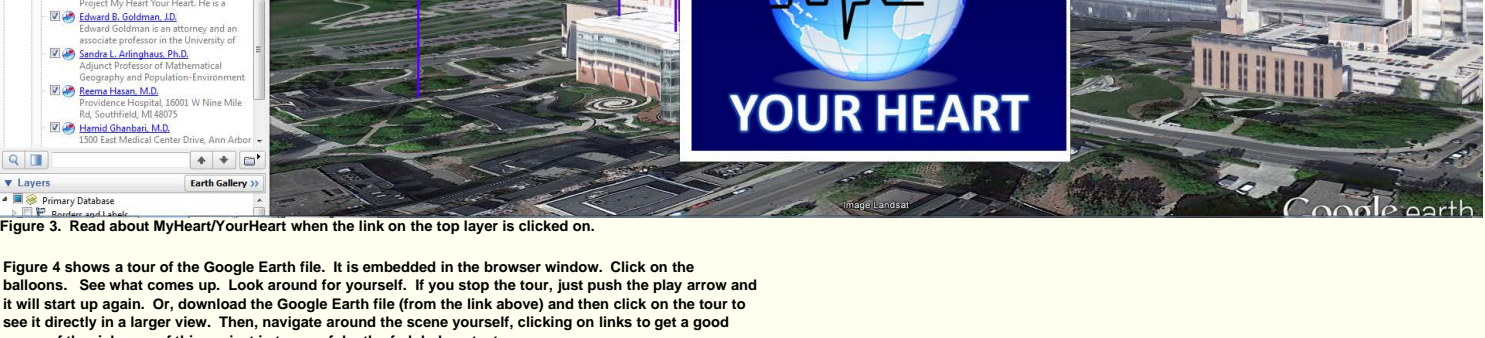 Project My Heart Your Heart. He is a
Edward B. Goldman, J.D.
Edward Goldman is an attorney and an
associate professor in the University of
Sandra L. Arlinghaus, Ph.D.
Adjunct Professor of Mathematical
Geography and Population-Environment
Reema Hasan, M.D.
Providence Hospital, 16001 W Nine Mile
Rd, Southfield, MI 48075
Hamid Ghanbari, M.D.
1500 East Medical Center Drive, Ann Arbor
Layers
Earth Gallery >>
Primary Database
Borders and Labels
YOUR HEART
Image Landsat
Google earth
Figure 3. Read about MyHeart/YourHeart when the link on the top layer is clicked on.
Figure 4 shows a tour of the Google Earth file. It is embedded in the browser window. Click on the
balloons. See what comes up. Look around for yourself. If you stop the tour, just push the play arrow and
it will start up again. Or, download the Google Earth file (from the link above) and then click on the tour to
see it directly in a larger view. Then, navigate around the scene yourself, clicking on links to get a good